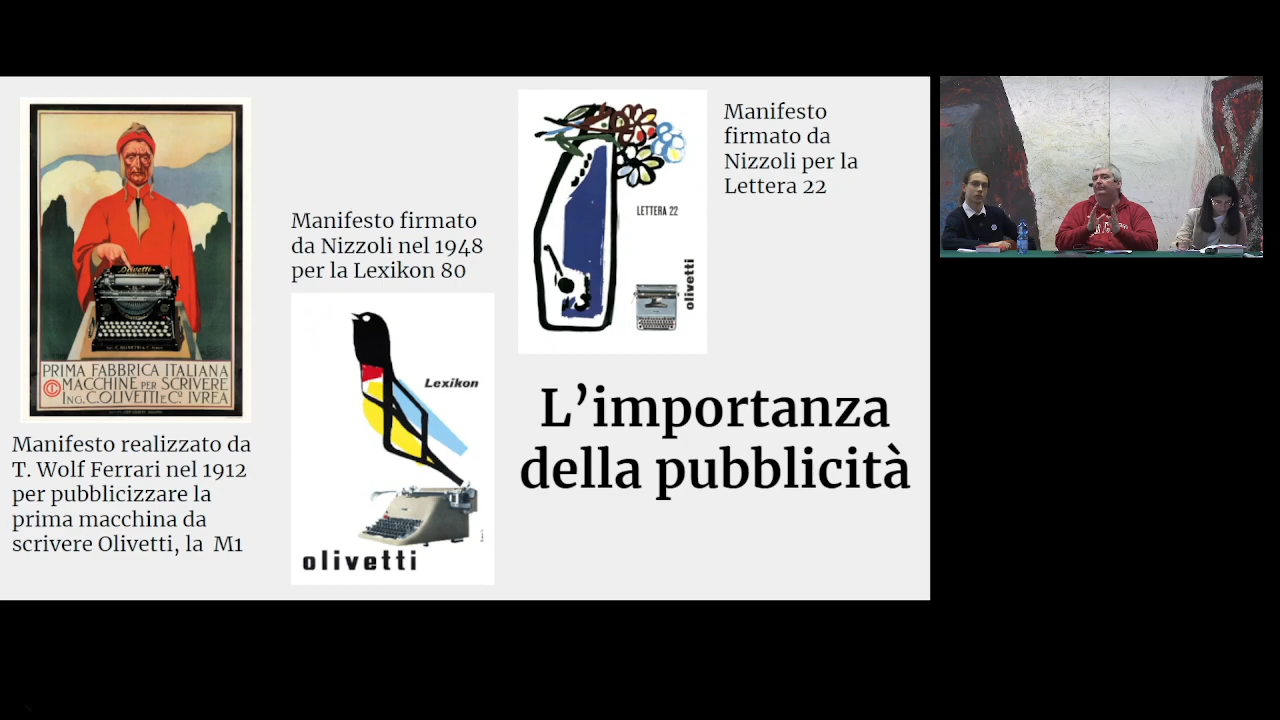 Olivetti
PRIMA FABBRICA ITALIANA
MACCHINE PER SCRIVERE
ING. C. OLIVETTI E Cº IVREA
Manifesto realizzato da
T. Wolf Ferrari nel 1912
per pubblicizzare la
prima macchina da
scrivere Olivetti, la M1
Manifesto firmato
da Nizzoli nel 1948
per la Lexikon 80
Lexikon
olivetti
LETTERA 22
olivetti
Manifesto
firmato da
Nizzoli per la
Lettera 22
L’importanza
della pubblicità